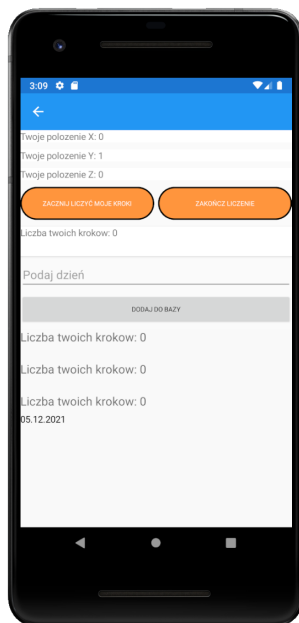 3:09
Twoje polozenie X: 0
Twoje polozenie Y: 1
Twoje polozenie Z: 0
ZACZNIJ LICZYĆ MOJE KROKI ZAKOŃCZ LICZENIE
Liczba twoich krokow: 0
Podaj dzień
DODAJ DO BAZY
Liczba twoich krokow: 0
Liczba twoich krokow: 0
Liczba twoich krokow: 0
05.12.2021